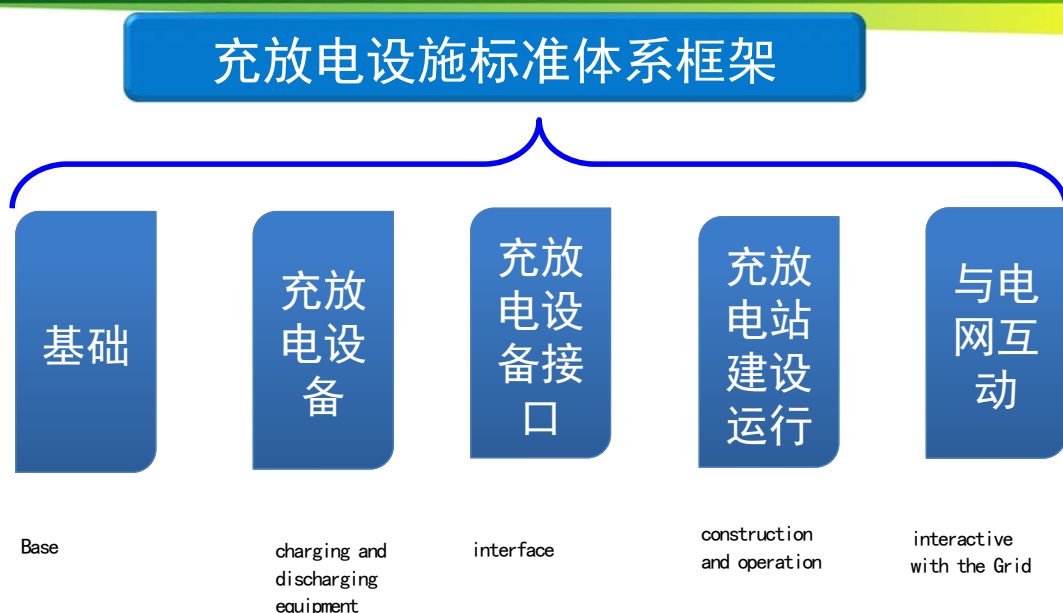 充放电设施标准体系框架
基础
充放
电设
备
充放
电设
备接
口
充放
电站
建设
运行
与电
网互
动
Base
charging and
discharging
equipment
interface
construction
and operation
interactive
with the Grid